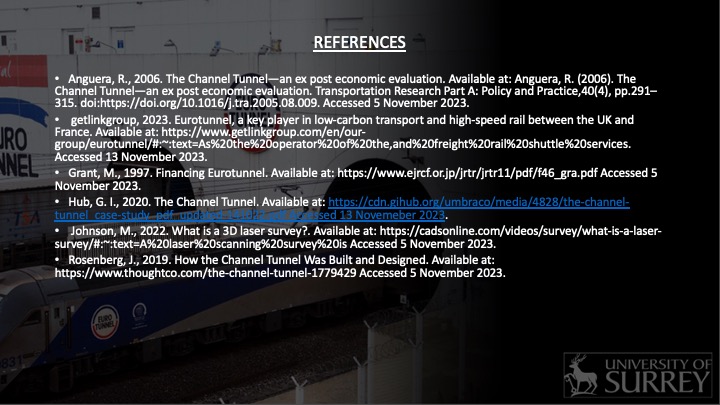 REFERENCES
• Anguera, R., 2006. The Channel Tunnel—an ex post economic evaluation. Available at: Anguera, R. (2006). The
Channel Tunnel—an ex post economic evaluation. Transportation Research Part A: Policy and Practice,40(4), pp.291–
315. doi:https://doi.org/10.1016/j.tra.2005.08.009. Accessed 5 November 2023.
• getlinkgroup, 2023. Eurotunnel, a key player in low-carbon transport and high-speed rail between the UK and
France. Available at: https://www.getlinkgroup.com/en/our-
group/eurotunnel/#:~:text=As%20the%20operator%20of%20the,and%20freight%20rail%20shuttle%20services.
Accessed 13 November 2023.
• Grant, M., 1997. Financing Eurotunnel. Available at: https://www.ejrcf.or.jp/jrtr/jrtr11/pdf/f46_gra.pdf Accessed 5
November 2023.
• Hub, G. I., 2020. The Channel Tunnel. Available at: https://cdn.gihub.org/umbraco/media/4828/the-channel-
tunnel_case-study_pdf_updated accessed 13 Novemeber 2023.
• Johnson, M., 2022. What is a 3D laser survey?. Available at: https://cadsonline.com/videos/survey/what-is-a-laser-
survey/#:~:text=A%20laser%20scanning%20survey%20is Accessed 5 November 2023.
• Rosenberg, J., 2019. How the Channel Tunnel Was Built and Designed. Available at:
https://www.thoughtco.com/the-channel-tunnel-1779429 Accessed 5 November 2023.
EURO
TUNNEL
UNIVERSITY OF
SURREY